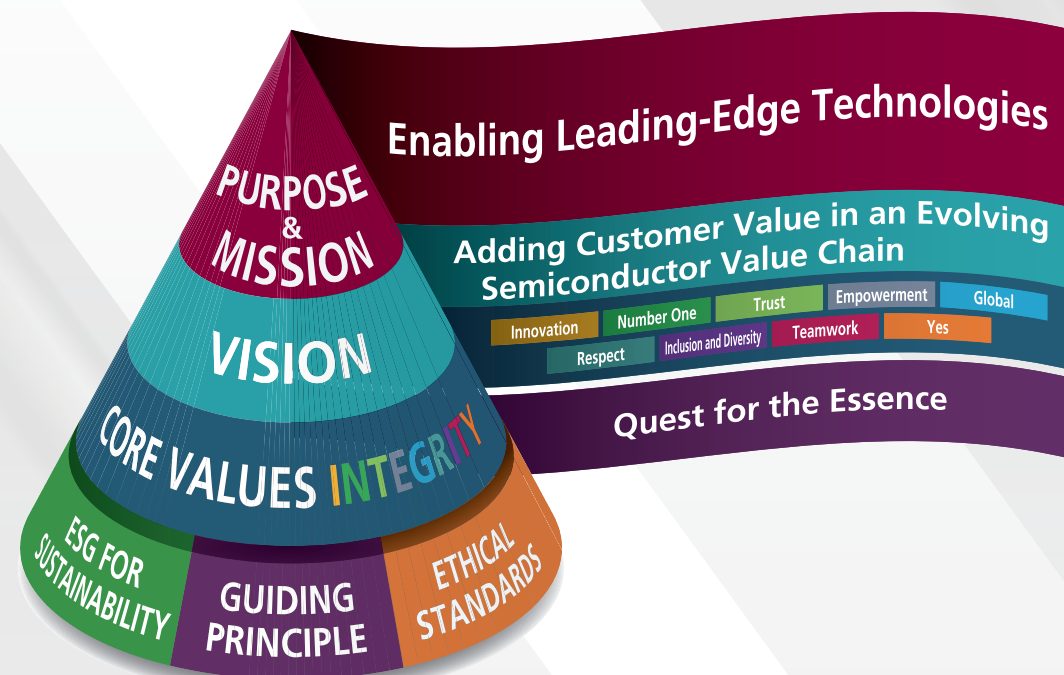 PURPOSE
&
MISSION
Enabling Leading-Edge Technologies
VISION
Adding Customer Value in an Evolving
Semiconductor Value Chain
CORE VALUES INTEGRITY
Innovation Number One Trust Empowerment Global
Respect Inclusion and Diversity Teamwork Yes
ESG FOR
SUSTAINABILITY
GUIDING
PRINCIPLE
Quest for the Essence
ETHICAL
STANDARDS